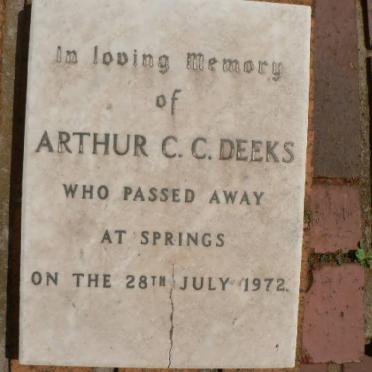 In loving Memory
of
ARTHUR C. C. DEEKS
WHO PASSED AWAY
AT SPRINGS
ON THE 28TH JULY 1972.